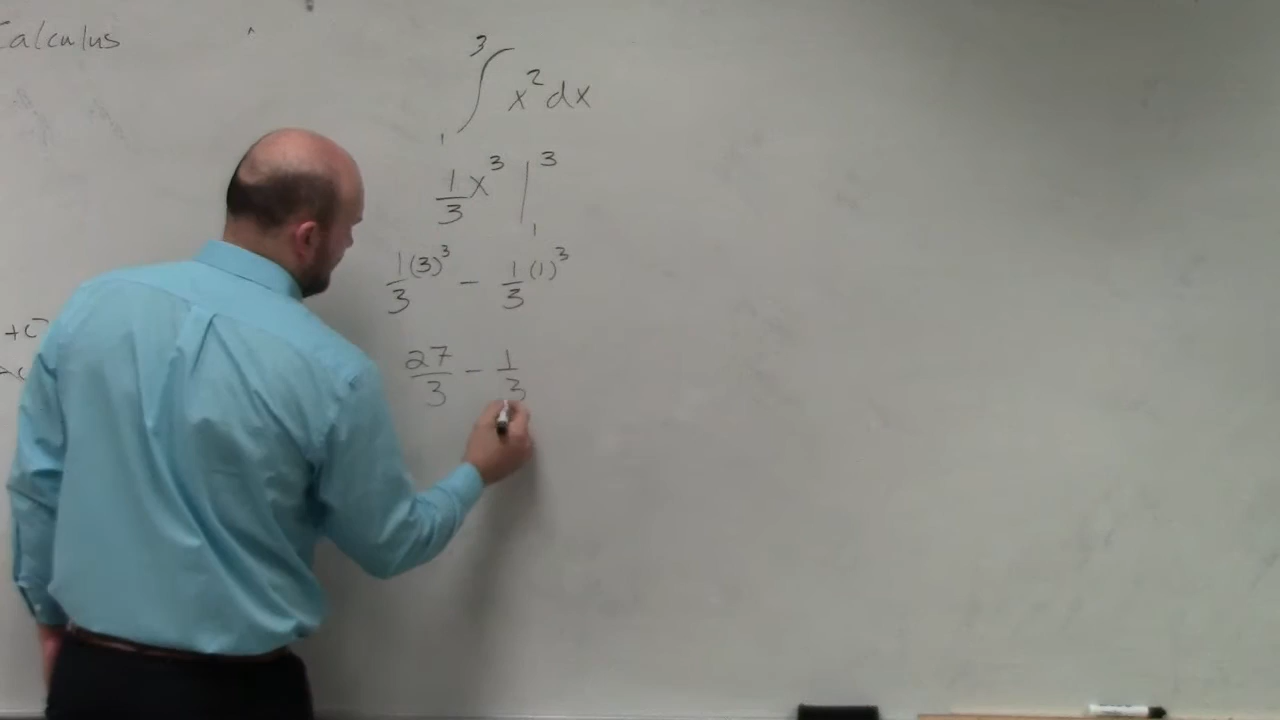 Calculus
∫₁³ x² dx
1/3 x³ |₁³
1/3 (3)³ - 1/3 (1)³
27/3 - 1/3
+C